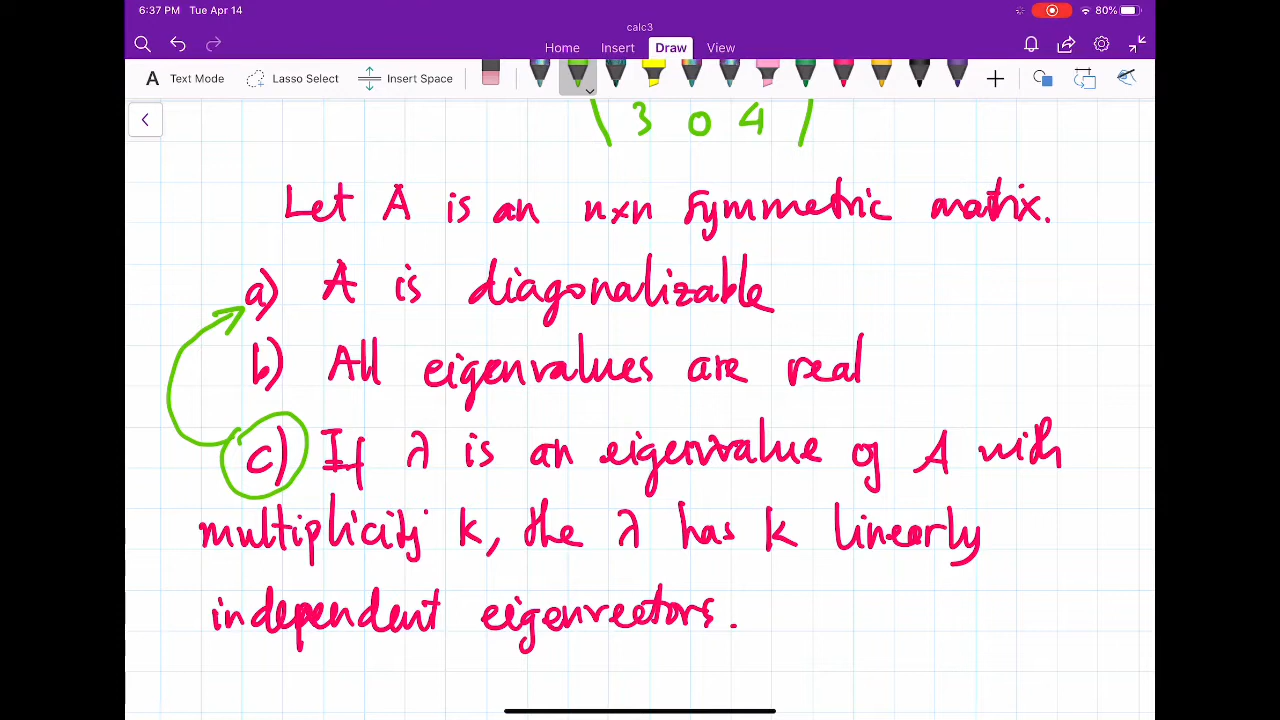 6:37 PM Tue Apr 14
80%
calc3
Home Insert Draw View
A Text Mode Lasso Select Insert Space
3 0 4
Let A is an n×n symmetric matrix.
a) A is diagonalizable
b) All eigenvalues are real
c) If λ is an eigenvalue of A with
multiplicity k, the λ has k linearly
independent eigenvectors.